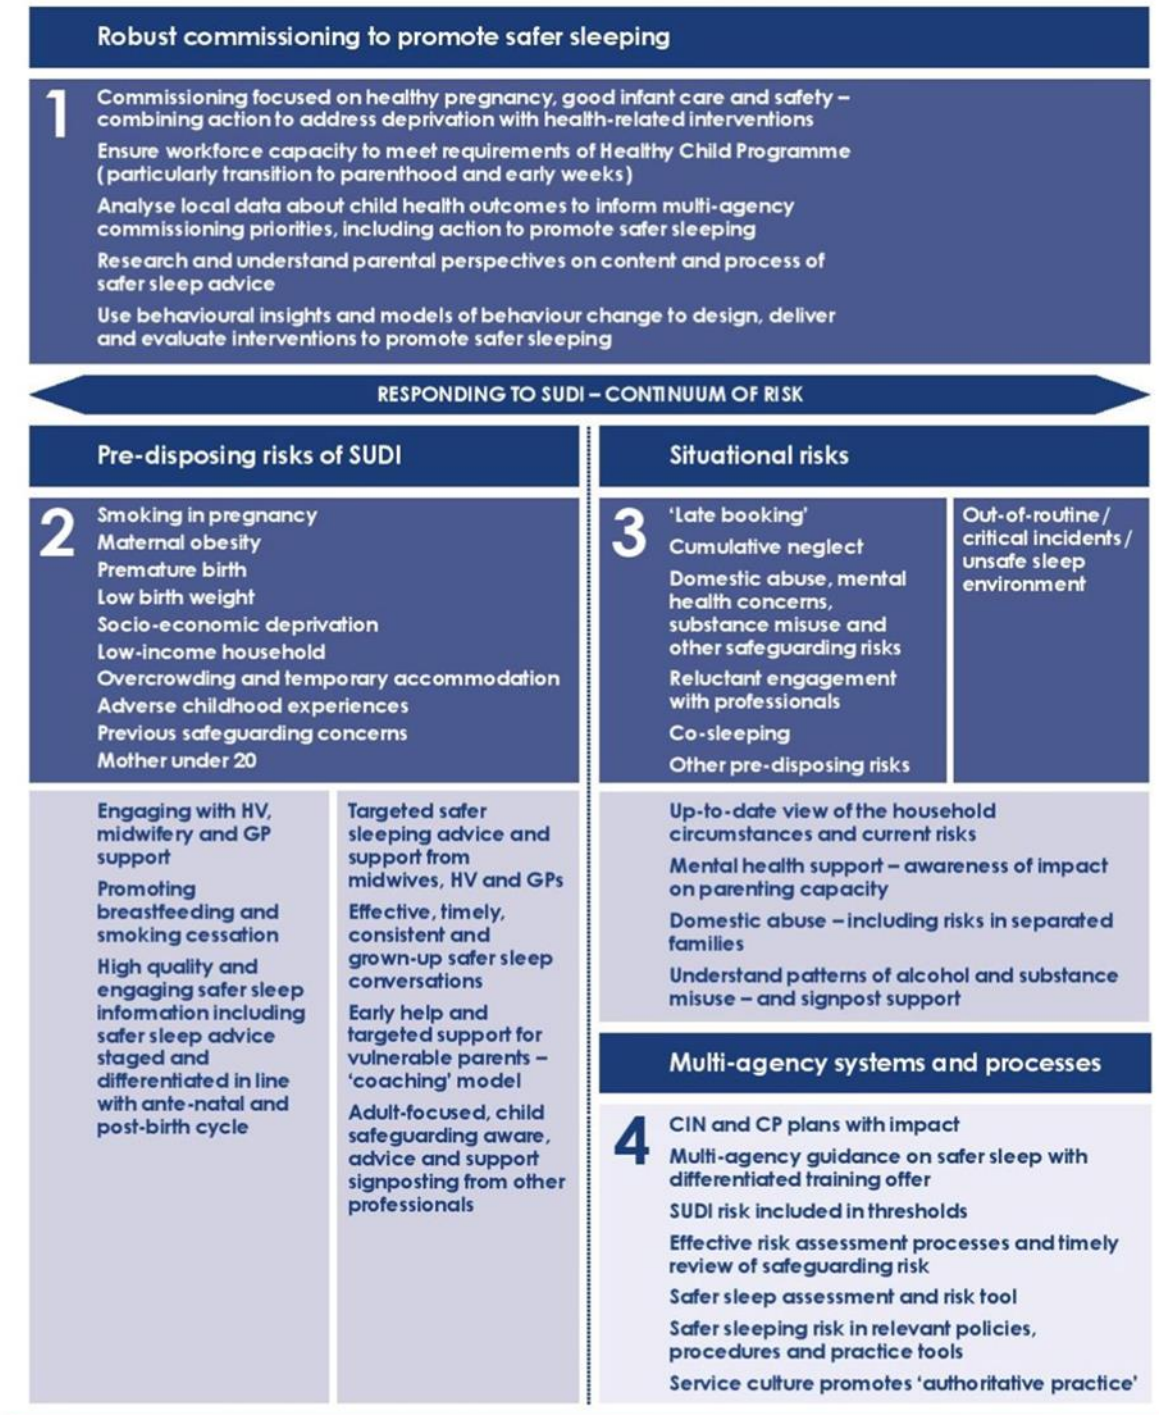 Robust commissioning to promote safer sleeping
1
Commissioning focused on healthy pregnancy, good infant care and safety –
combining action to address deprivation with health-related interventions
Ensure workforce capacity to meet requirements of Healthy Child Programme
(particularly transition to parenthood and early weeks)
Analyse local data about child health outcomes to inform multi-agency
commissioning priorities, including action to promote safer sleeping
Research and understand parental perspectives on content and process of
safer sleep advice
Use behavioural insights and models of behaviour change to design, deliver
and evaluate interventions to promote safer sleeping
RESPONDING TO SUDI – CONTINUUM OF RISK
Pre-disposing risks of SUDI
2
Smoking in pregnancy
Maternal obesity
Premature birth
Low birth weight
Socio-economic deprivation
Low-income household
Overcrowding and temporary accommodation
Adverse childhood experiences
Previous safeguarding concerns
Mother under 20
Engaging with HV,
midwifery and GP
support
Promoting
breastfeeding and
smoking cessation
High quality and
engaging safer sleep
information including
safer sleep advice
staged and
differentiated in line
with ante-natal and
post-birth cycle
Targeted safer
sleeping advice and
support from
midwives, HV and GPs
Effective, timely,
consistent and
grown-up safer sleep
conversations
Early help and
targeted support for
vulnerable parents –
‘coaching’ model
Adult-focused, child
safeguarding aware,
advice and support
signposting from other
professionals
Situational risks
3
‘Late booking’
Cumulative neglect
Domestic abuse, mental
health concerns,
substance misuse and
other safeguarding risks
Reluctant engagement
with professionals
Co-sleeping
Other pre-disposing risks
Out-of-routine/
critical incidents/
unsafe sleep
environment
Up-to-date view of the household
circumstances and current risks
Mental health support – awareness of impact
on parenting capacity
Domestic abuse – including risks in separated
families
Understand patterns of alcohol and substance
misuse – and signpost support
Multi-agency systems and processes
4
CIN and CP plans with impact
Multi-agency guidance on safer sleep with
differentiated training offer
SUDI risk included in thresholds
Effective risk assessment processes and timely
review of safeguarding risk
Safer sleep assessment and risk tool
Safer sleeping risk in relevant policies,
procedures and practice tools
Service culture promotes ‘authoritative practice’